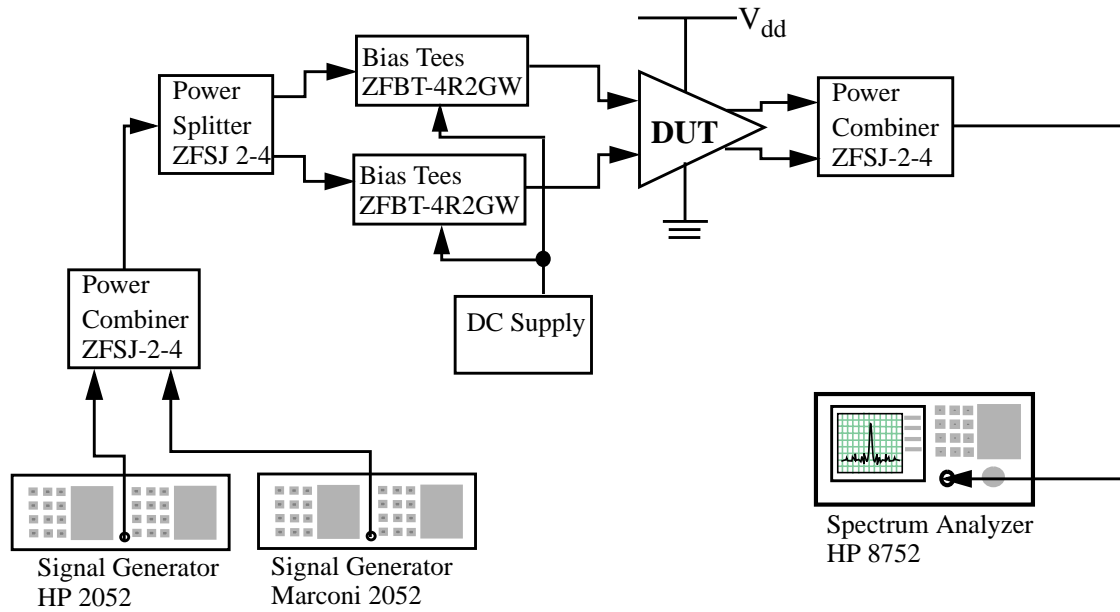 V_dd
Bias Tees
ZFBT-4R2GW
Power
Splitter
ZFSJ 2-4
Power
Combiner
ZFSJ-2-4
DUT
Bias Tees
ZFBT-4R2GW
Power
Combiner
ZFSJ-2-4
DC Supply
Spectrum Analyzer
HP 8752
Signal Generator
HP 2052
Signal Generator
Marconi 2052